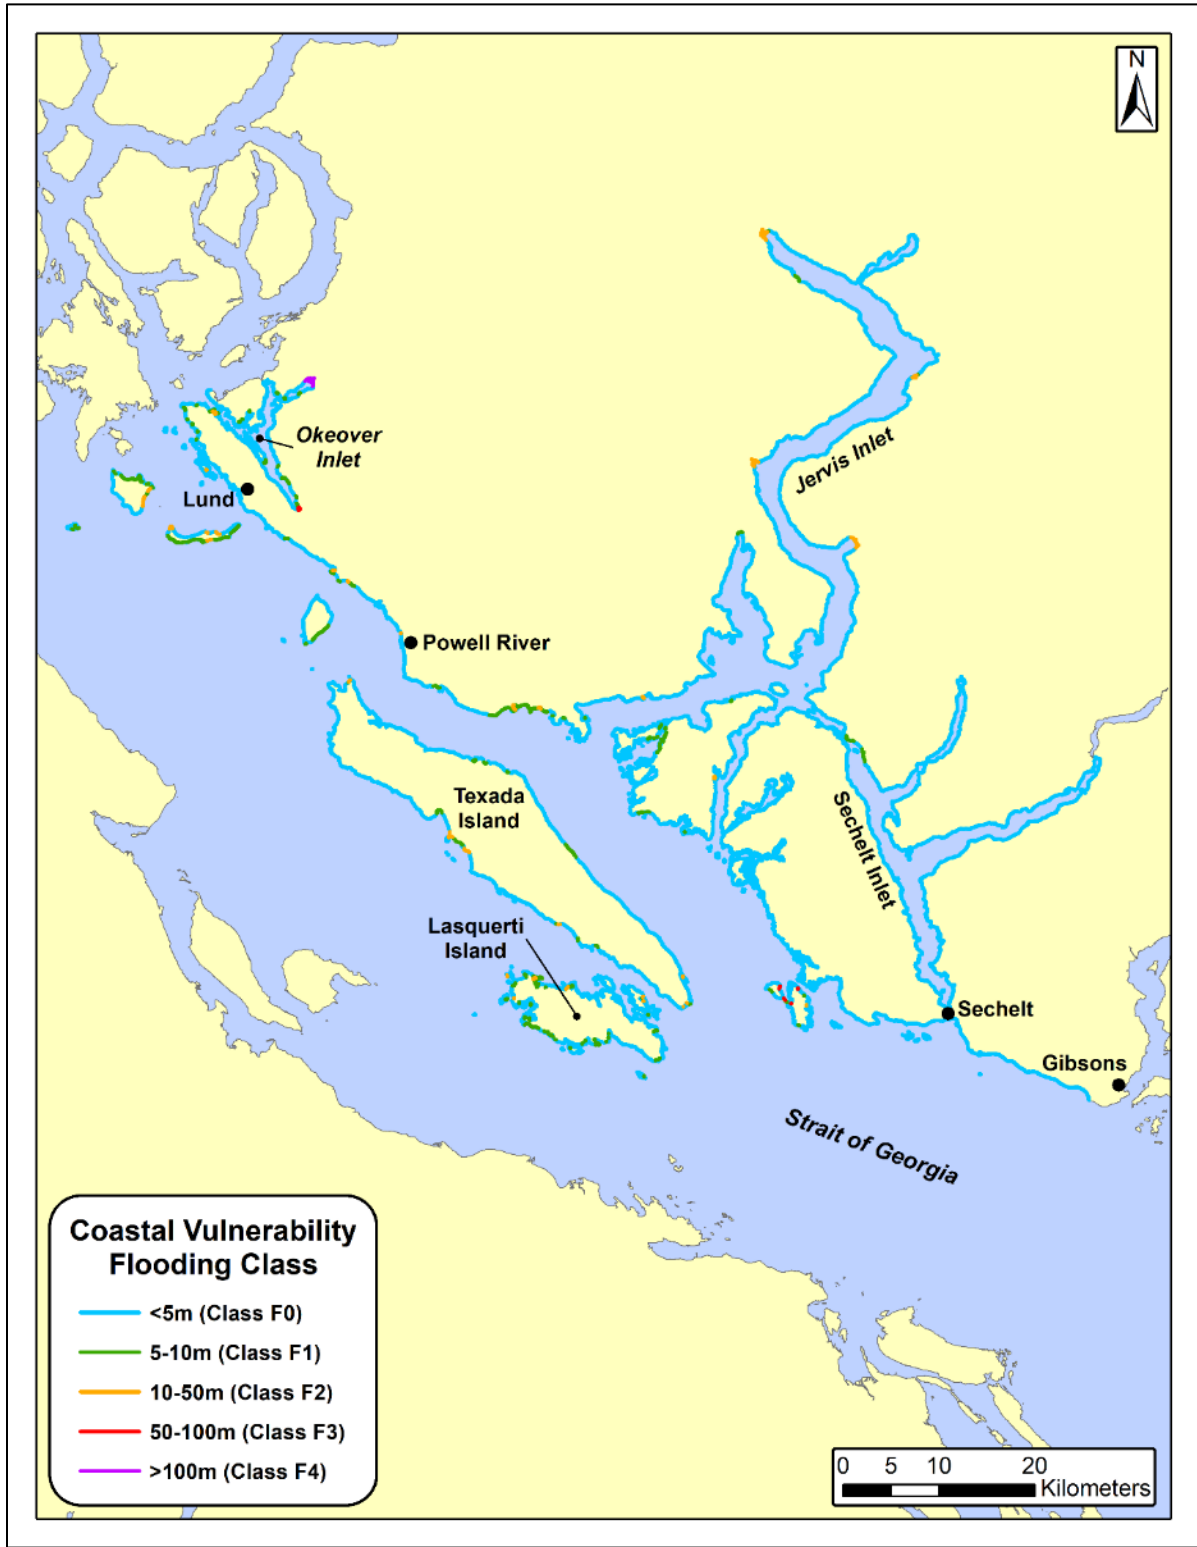 N
Okeover
Inlet
Lund
Jervis Inlet
Powell River
Texada
Island
Sechelt Inlet
Lasquerti
Island
Sechelt
Gibsons
Strait of Georgia
Coastal Vulnerability
Flooding Class
<5m (Class F0)
5-10m (Class F1)
10-50m (Class F2)
50-100m (Class F3)
>100m (Class F4)
0 5 10 20
Kilometers